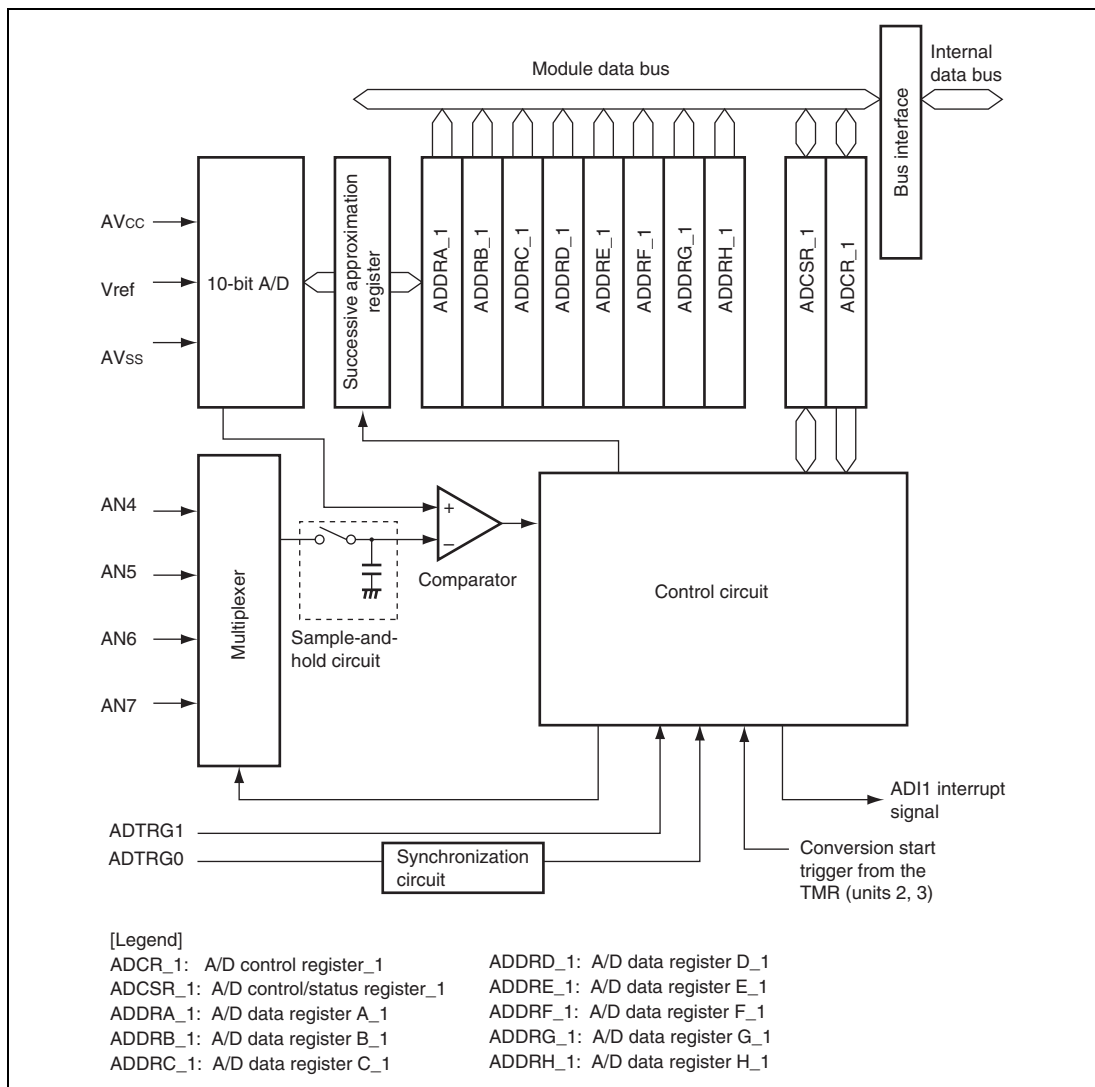 Module data bus
Internal
data bus
Bus interface
AVcc
Vref
AVss
10-bit A/D
Successive approximation
register
ADDRA_1
ADDRB_1
ADDRC_1
ADDRD_1
ADDRE_1
ADDRF_1
ADDRG_1
ADDRH_1
ADCSR_1
ADCR_1
AN4
AN5
AN6
AN7
Multiplexer
+
−
Comparator
Sample-and-
hold circuit
Control circuit
ADI1 interrupt
signal
ADTRG1
ADTRG0
Synchronization
circuit
Conversion start
trigger from the
TMR (units 2, 3)
[Legend]
ADCR_1: A/D control register_1
ADCSR_1: A/D control/status register_1
ADDRA_1: A/D data register A_1
ADDRB_1: A/D data register B_1
ADDRC_1: A/D data register C_1
ADDRD_1: A/D data register D_1
ADDRE_1: A/D data register E_1
ADDRF_1: A/D data register F_1
ADDRG_1: A/D data register G_1
ADDRH_1: A/D data register H_1